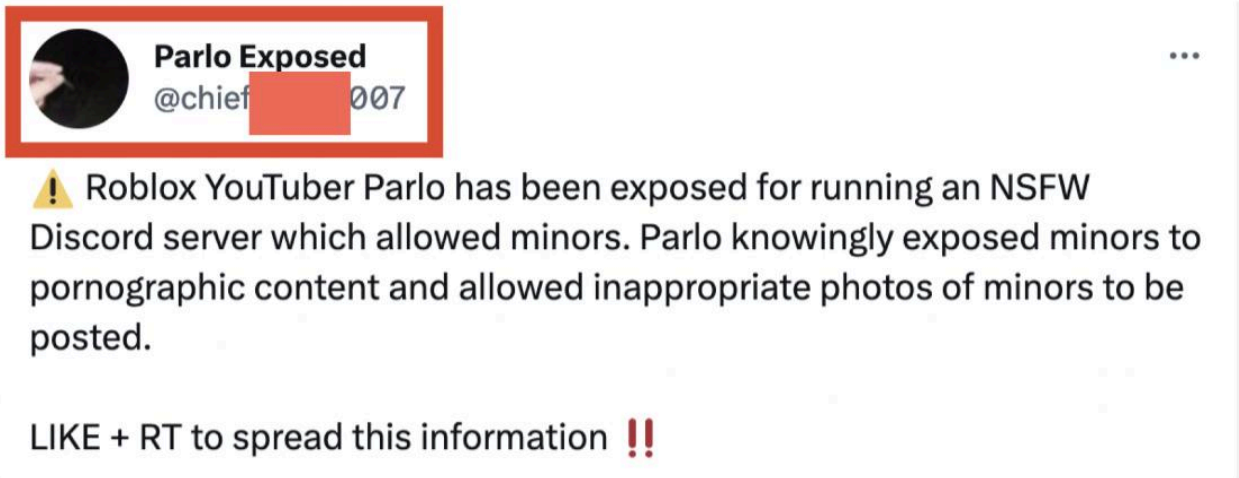 Parlo Exposed
@chief 007
⚠️ Roblox YouTuber Parlo has been exposed for running an NSFW
Discord server which allowed minors. Parlo knowingly exposed minors to
pornographic content and allowed inappropriate photos of minors to be
posted.
LIKE + RT to spread this information ‼️